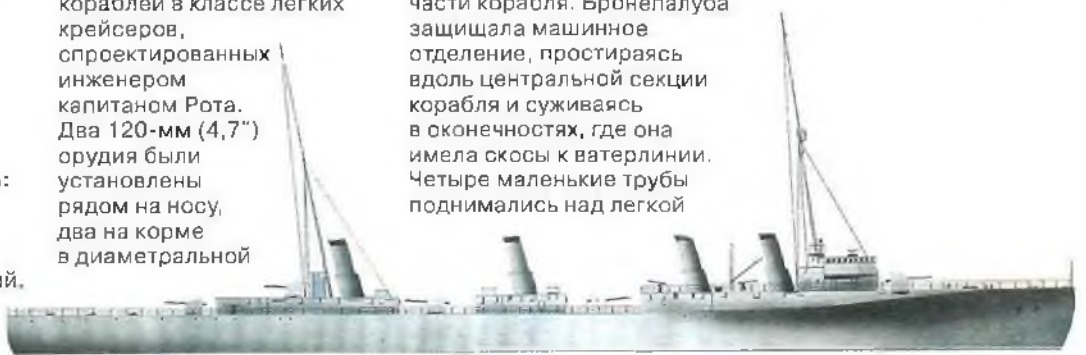 кораблей в классе легких
крейсеров,
спроектированных
инженером
капитаном Рота.
Два 120-мм (4,7")
орудия были
установлены
рядом на носу,
два на корме
в диаметральной
части корабля. Бронепалуба
защищала машинное
отделение, простираясь
вдоль центральной секции
корабля и суживаясь
в оконечностях, где она
имела скосы к ватерлинии.
Четыре маленькие трубы
поднимались над легкой